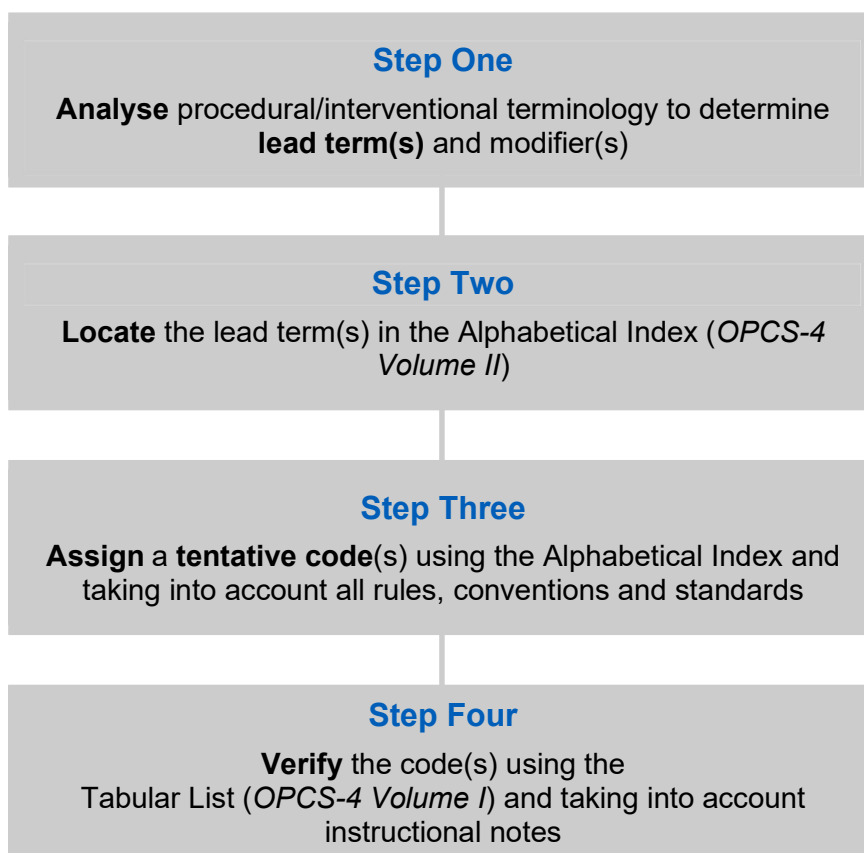 Step One
Analyse procedural/interventional terminology to determine
lead term(s) and modifier(s)
Step Two
Locate the lead term(s) in the Alphabetical Index (OPCS-4
Volume II)
Step Three
Assign a tentative code(s) using the Alphabetical Index and
taking into account all rules, conventions and standards
Step Four
Verify the code(s) using the
Tabular List (OPCS-4 Volume I) and taking into account
instructional notes